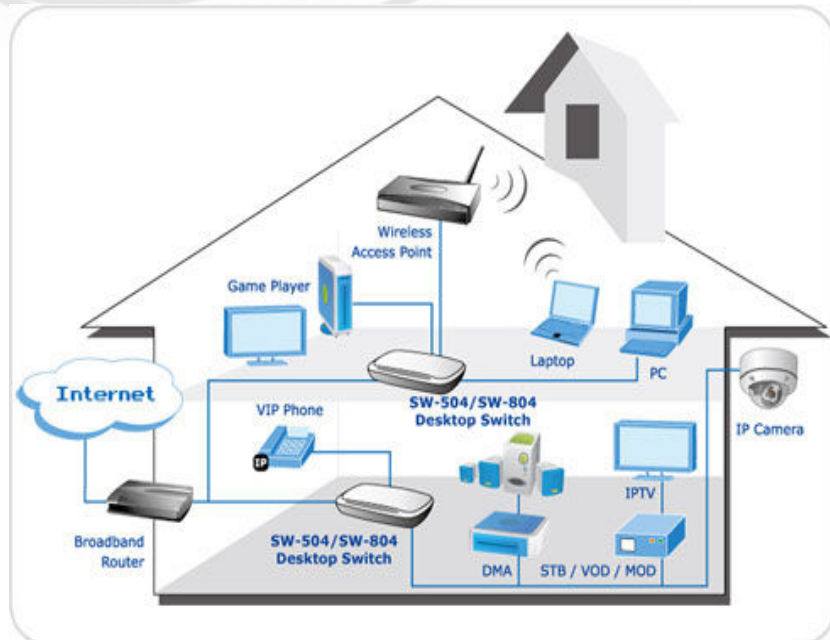 Wireless
Access Point
Game Player
Laptop
PC
Internet
SW-504/SW-804
Desktop Switch
VIP Phone
IP Camera
IP
IPTV
Broadband
Router
SW-504/SW-804
Desktop Switch
DMA
STB / VOD / MOD